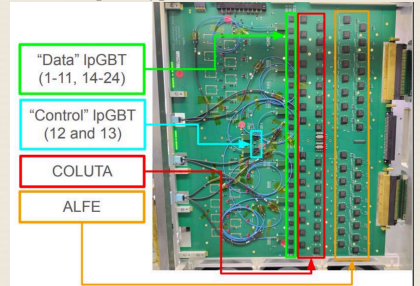 “Data” lpGBT
(1-11, 14-24)
“Control” lpGBT
(12 and 13)
COLUTA
ALFE